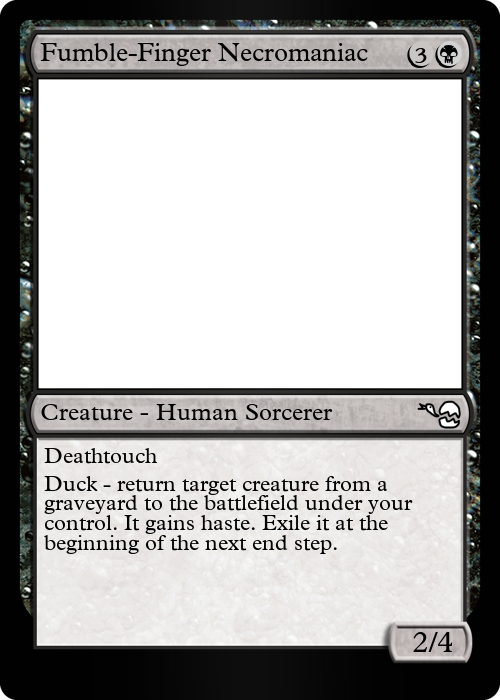 Fumble-Finger Necromaniac 3
Creature - Human Sorcerer
Deathtouch
Duck - return target creature from a
graveyard to the battlefield under your
control. It gains haste. Exile it at the
beginning of the next end step.
2/4